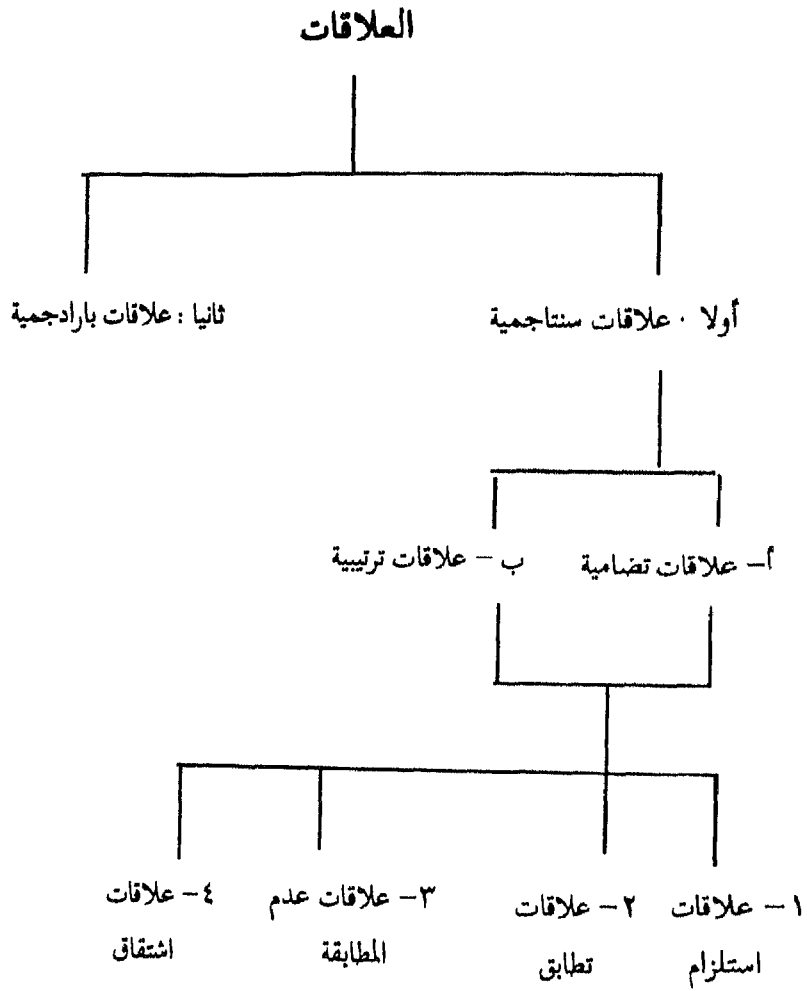 العلاقات
أولا . علاقات سنتاجمية
ثانيا : علاقات بارادجمية
أ – علاقات تضامية
ب – علاقات ترتيبية
١ – علاقات
استلزام
٢ – علاقات
تطابق
٣ – علاقات عدم
المطابقة
٤ – علاقات
اشتقاق